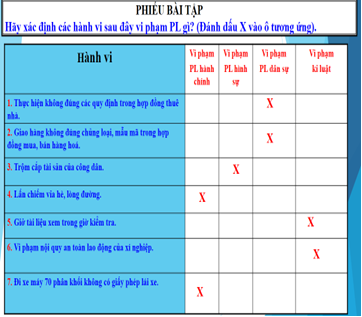 PHIẾU BÀI TẬP
Hãy xác định các hành vi sau đây vi phạm PL gì? (Đánh dấu X vào ô tương ứng).
Hành vi
Vi phạm
PL hành
chính
Vi phạm
PL hình
sự
Vi phạm
PL dân sự
Vi phạm
kỉ luật
1. Thực hiện không đúng các quy định trong hợp đồng thuê
nhà.
X
2. Giao hàng không đúng chủng loại, mẫu mã trong hợp
đồng mua, bán hàng hoá.
X
3. Trộm cắp tài sản của công dân.
X
4. Lấn chiếm vỉa hè, lòng đường.
X
5. Giở tài liệu xem trong giờ kiểm tra.
X
6. Vi phạm nội quy an toàn lao động của xí nghiệp.
X
7. Đi xe máy 70 phân khối không có giấy phép lái xe.
X